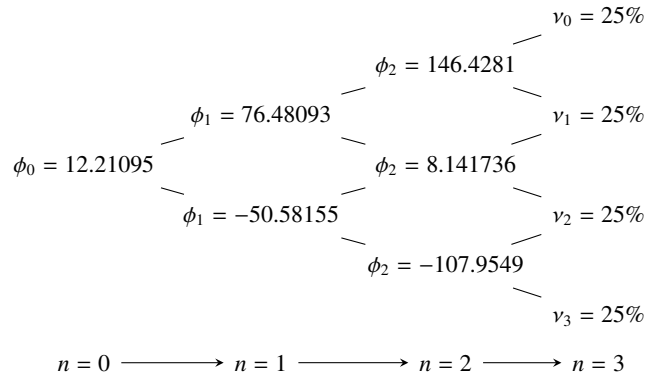 ν₀ = 25%
ϕ₂ = 146.4281
ϕ₁ = 76.48093
ν₁ = 25%
ϕ₀ = 12.21095
ϕ₂ = 8.141736
ϕ₁ = −50.58155
ν₂ = 25%
ϕ₂ = −107.9549
ν₃ = 25%
n = 0 ⟶ n = 1 ⟶ n = 2 ⟶ n = 3